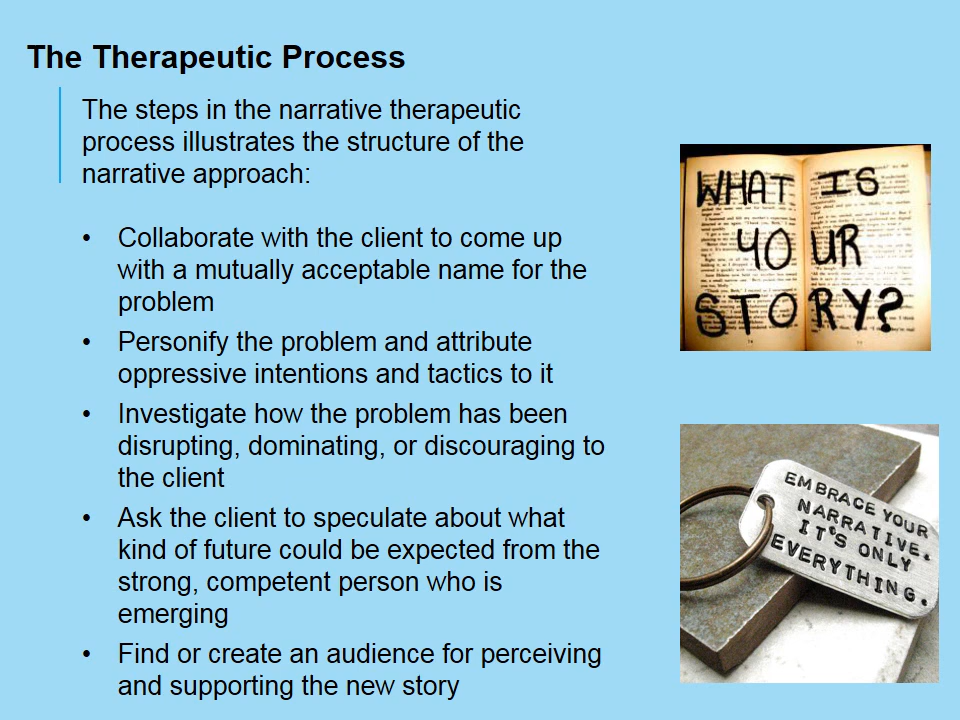 The Therapeutic Process
The steps in the narrative therapeutic
process illustrates the structure of the
narrative approach:
• Collaborate with the client to come up
with a mutually acceptable name for the
problem
• Personify the problem and attribute
oppressive intentions and tactics to it
• Investigate how the problem has been
disrupting, dominating, or discouraging to
the client
• Ask the client to speculate about what
kind of future could be expected from the
strong, competent person who is
emerging
• Find or create an audience for perceiving
and supporting the new story
WHAT IS
YOUR
STORY?
EMBRACE YOUR
NARRATIVE.
IT'S ONLY
EVERYTHING.